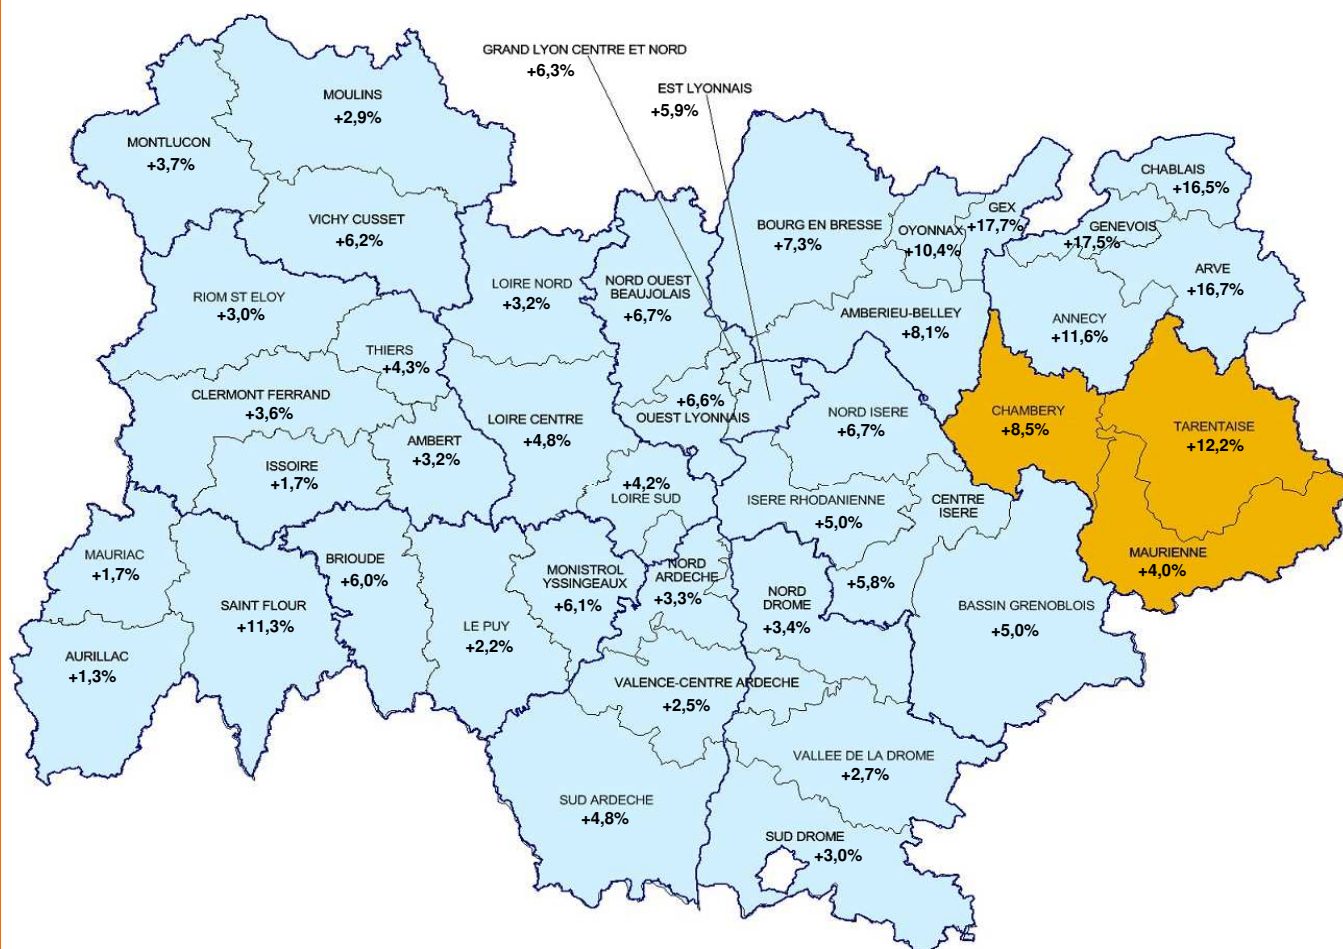 GRAND LYON CENTRE ET NORD
+6,3%
EST LYONNAIS
+5,9%
MOULINS
+2,9%
MONTLUCON
+3,7%
CHABLAIS
+16,5%
VICHY CUSSET
+6,2%
BOURG EN BRESSE
+7,3%
OYONNAX
+10,4%
GEX
+17,7%
GENEVOIS
+17,5%
ARVE
+16,7%
RIOM ST ELOY
+3,0%
LOIRE NORD
+3,2%
NORD OUEST
BEAUJOLAIS
+6,7%
AMBERIEU-BELLEY
+8,1%
ANNECY
+11,6%
THIERS
+4,3%
CLERMONT FERRAND
+3,6%
LOIRE CENTRE
+4,8%
+6,6%
OUEST LYONNAIS
NORD ISERE
+6,7%
CHAMBERY
+8,5%
TARENTAISE
+12,2%
AMBERT
+3,2%
ISSOIRE
+1,7%
+4,2%
LOIRE SUD
ISERE RHODANIENNE
+5,0%
CENTRE
ISERE
+5,8%
MAURIENNE
+4,0%
MAURIAC
+1,7%
BRIOUDE
+6,0%
MONISTROL
YSSINGEAUX
+6,1%
NORD
ARDECHE
+3,3%
NORD
DROME
+3,4%
BASSIN GRENOBLOIS
+5,0%
SAINT FLOUR
+11,3%
LE PUY
+2,2%
AURILLAC
+1,3%
VALENCE-CENTRE ARDECHE
+2,5%
VALLEE DE LA DROME
+2,7%
SUD ARDECHE
+4,8%
SUD DROME
+3,0%